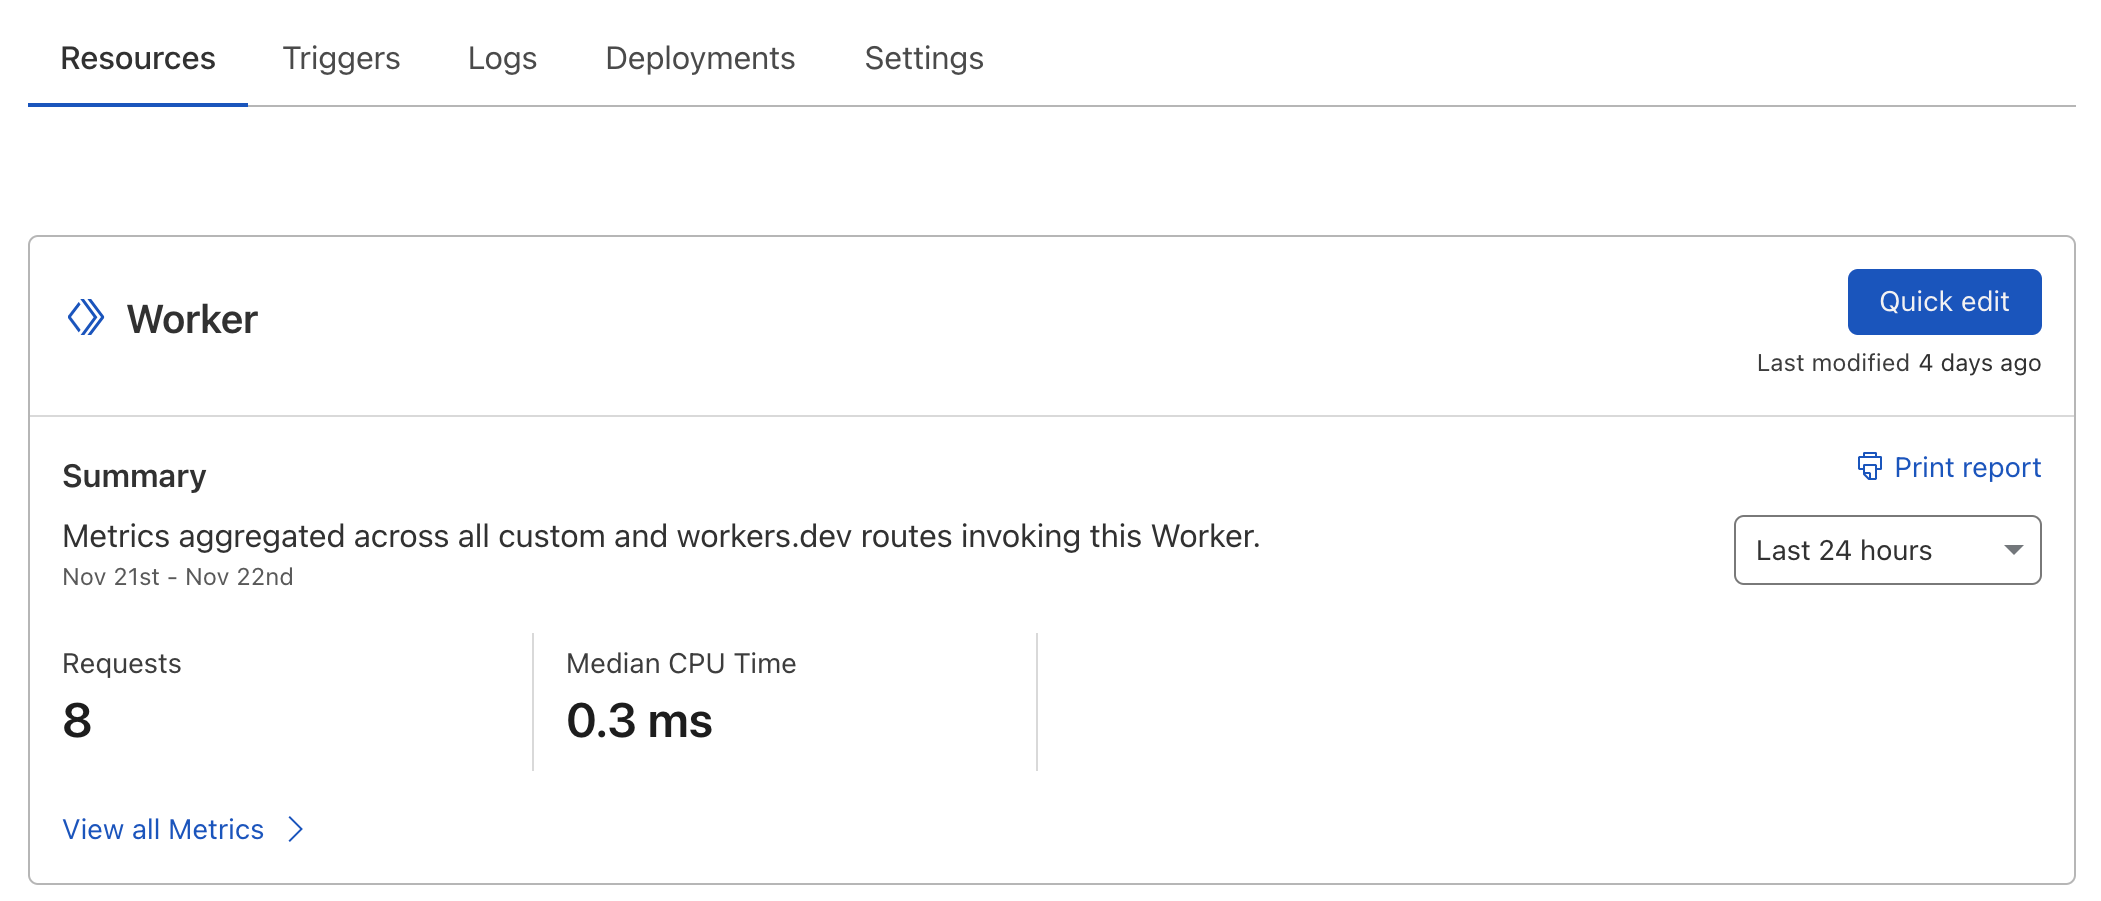 Resources Triggers Logs Deployments Settings
Worker
Quick edit
Last modified 4 days ago
Summary
Print report
Metrics aggregated across all custom and workers.dev routes invoking this Worker.
Last 24 hours
Nov 21st - Nov 22nd
Requests
8
Median CPU Time
0.3 ms
View all Metrics